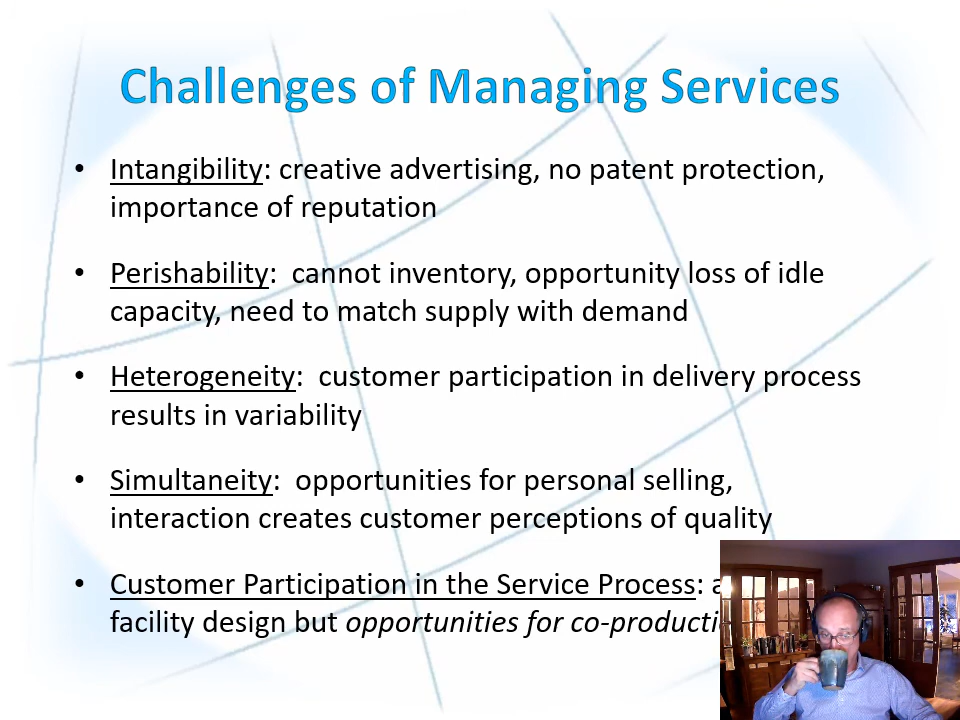 Challenges of Managing Services
• Intangibility: creative advertising, no patent protection,
importance of reputation
• Perishability:  cannot inventory, opportunity loss of idle
capacity, need to match supply with demand
• Heterogeneity:  customer participation in delivery process
results in variability
• Simultaneity:  opportunities for personal selling,
interaction creates customer perceptions of quality
• Customer Participation in the Service Process:
facility design but opportunities for